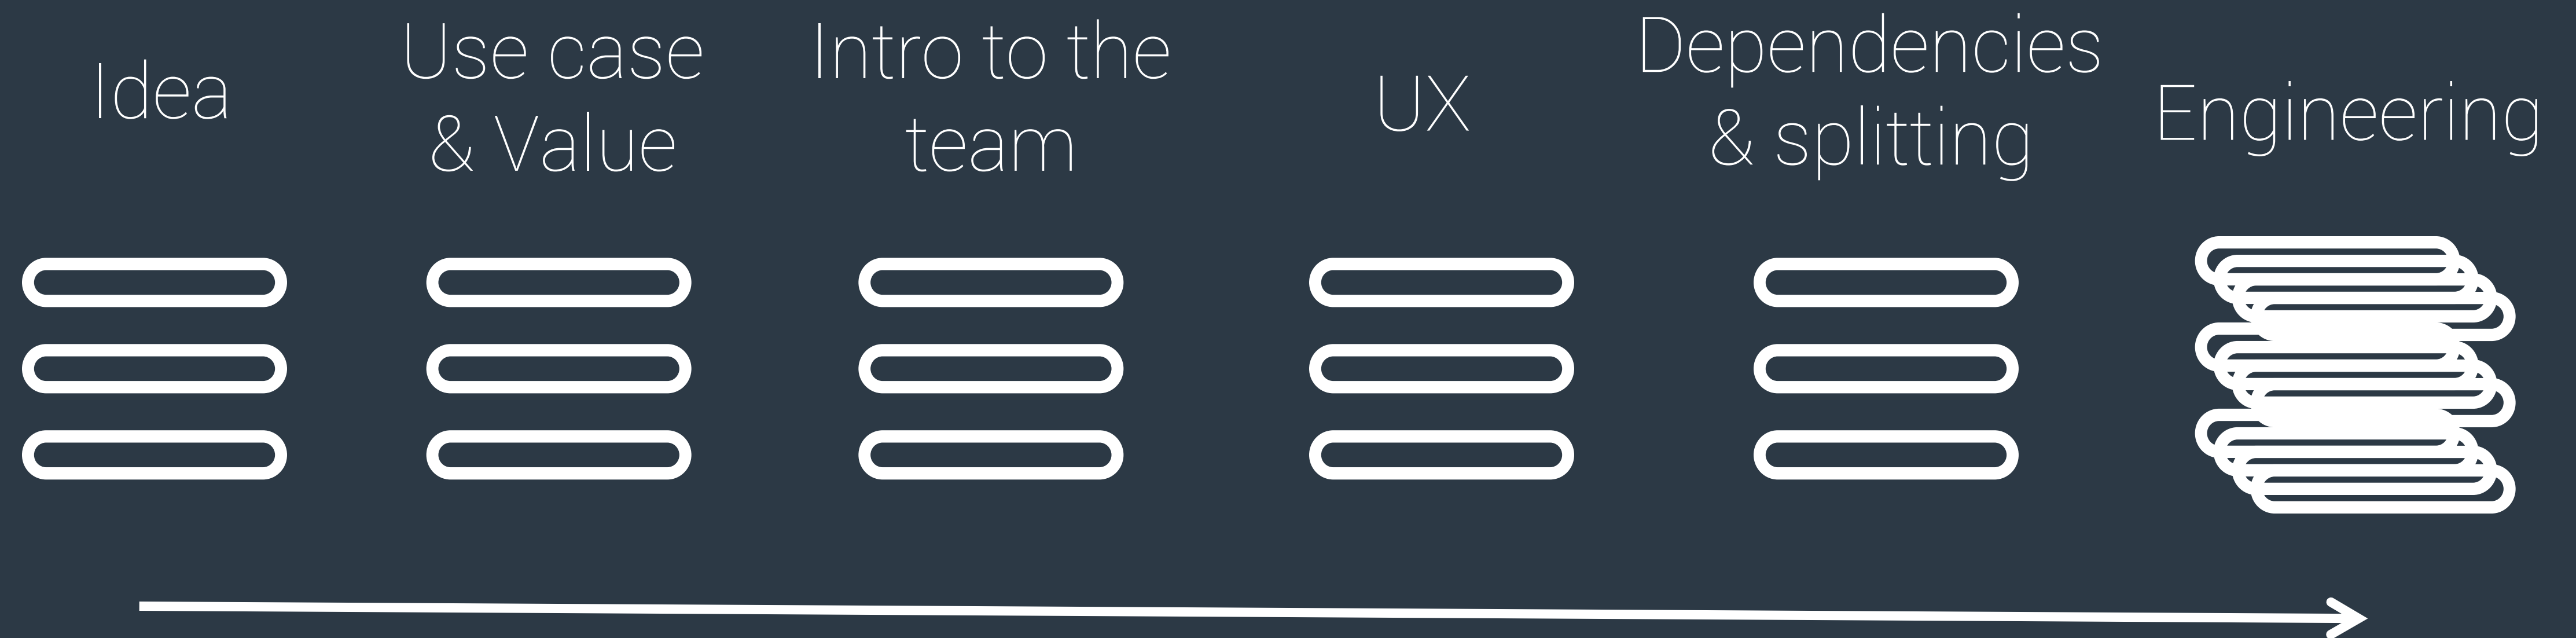 Idea
Use case
& Value
Intro to the
team
UX
Dependencies
& splitting
Engineering